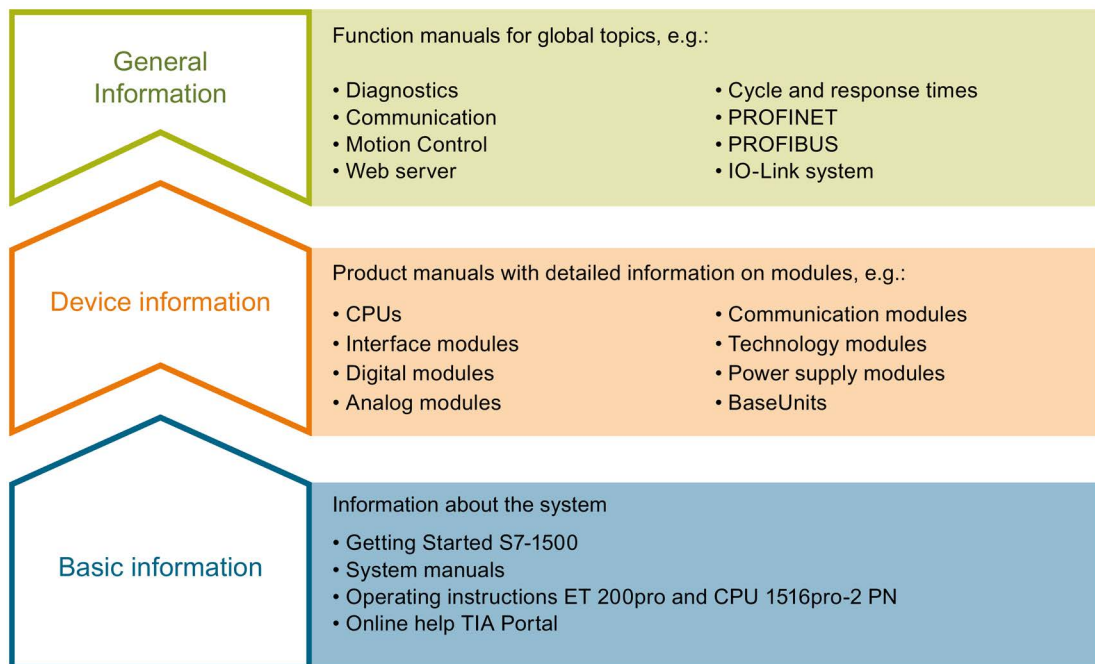 General
Information
Function manuals for global topics, e.g.:
• Diagnostics
• Communication
• Motion Control
• Web server
• Cycle and response times
• PROFINET
• PROFIBUS
• IO-Link system
Device information
Product manuals with detailed information on modules, e.g.:
• CPUs
• Interface modules
• Digital modules
• Analog modules
• Communication modules
• Technology modules
• Power supply modules
• BaseUnits
Basic information
Information about the system
• Getting Started S7-1500
• System manuals
• Operating instructions ET 200pro and CPU 1516pro-2 PN
• Online help TIA Portal